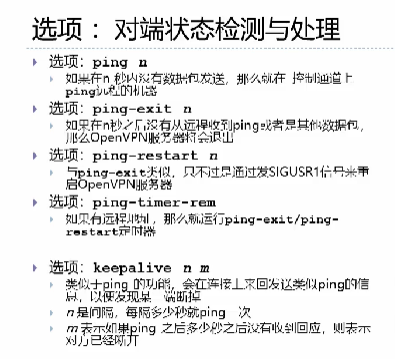 选项：对端状态检测与处理
选项：ping n
如果在n 秒内没有数据包发送，那么就在 控制通道上
ping远程的机器
选项：ping-exit n
如果在n秒之后没有从远程收到ping或者是其他数据包，
那么OpenVPN服务器将会退出
选项：ping-restart n
与ping-exit类似，只不过是通过发SIGUSR1信号来重
启OpenVPN服务器
选项：ping-timer-rem
如果有远程地址，那么就运行ping-exit/ping-
restart定时器
选项：keepalive n m
类似于ping 的功能，会在连接上来回发送类似ping的信
息，以便发现某 端断掉
n 是间隔，每隔多少秒就ping 次
m 表示如果ping 之后多少秒之后没有收到回应，则表示
对方已经断开